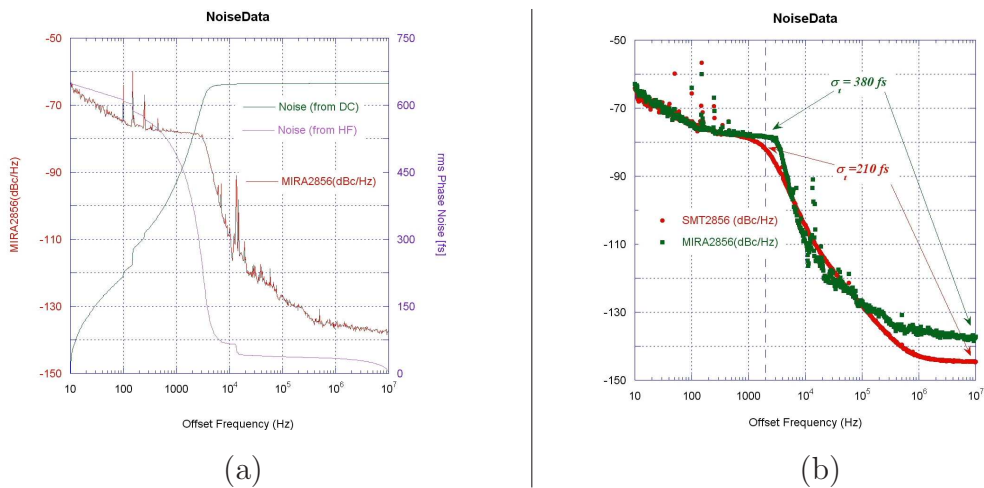 NoiseData
-50
-70
-90
-110
-130
-150
MIRA2856(dBc/Hz)
750
600
450
300
150
0
rms Phase Noise [fs]
Noise (from DC)
Noise (from HF)
MIRA2856(dBc/Hz)
10 100 1000 10⁴ 10⁵ 10⁶ 10⁷
Offset Frequency (Hz)
(a)
NoiseData
-50
-70
-90
-110
-130
-150
σt = 380 fs
σt =210 fs
SMT2856 (dBc/Hz)
MIRA2856(dBc/Hz)
10 100 1000 10⁴ 10⁵ 10⁶ 10⁷
Offset Frequency (Hz)
(b)